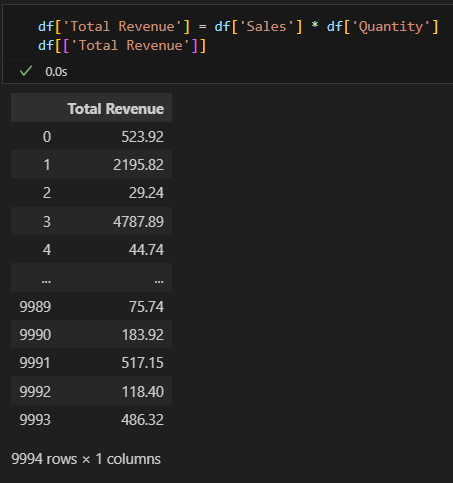 df['Total Revenue'] = df['Sales'] * df['Quantity']
df[['Total Revenue']]
✓ 0.0s
Total Revenue
0 523.92
1 2195.82
2 29.24
3 4787.89
4 44.74
... ...
9989 75.74
9990 183.92
9991 517.15
9992 118.40
9993 486.32
9994 rows × 1 columns